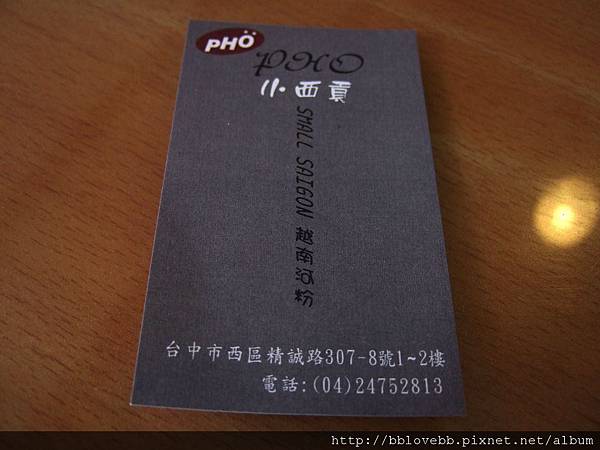 PHÖ
PHO
小西貢
SMALL SAIGON 越南河粉
台中市西區精誠路307-8號1~2樓
電話:(04)24752813
http://bblovebb.pixnet.net/album